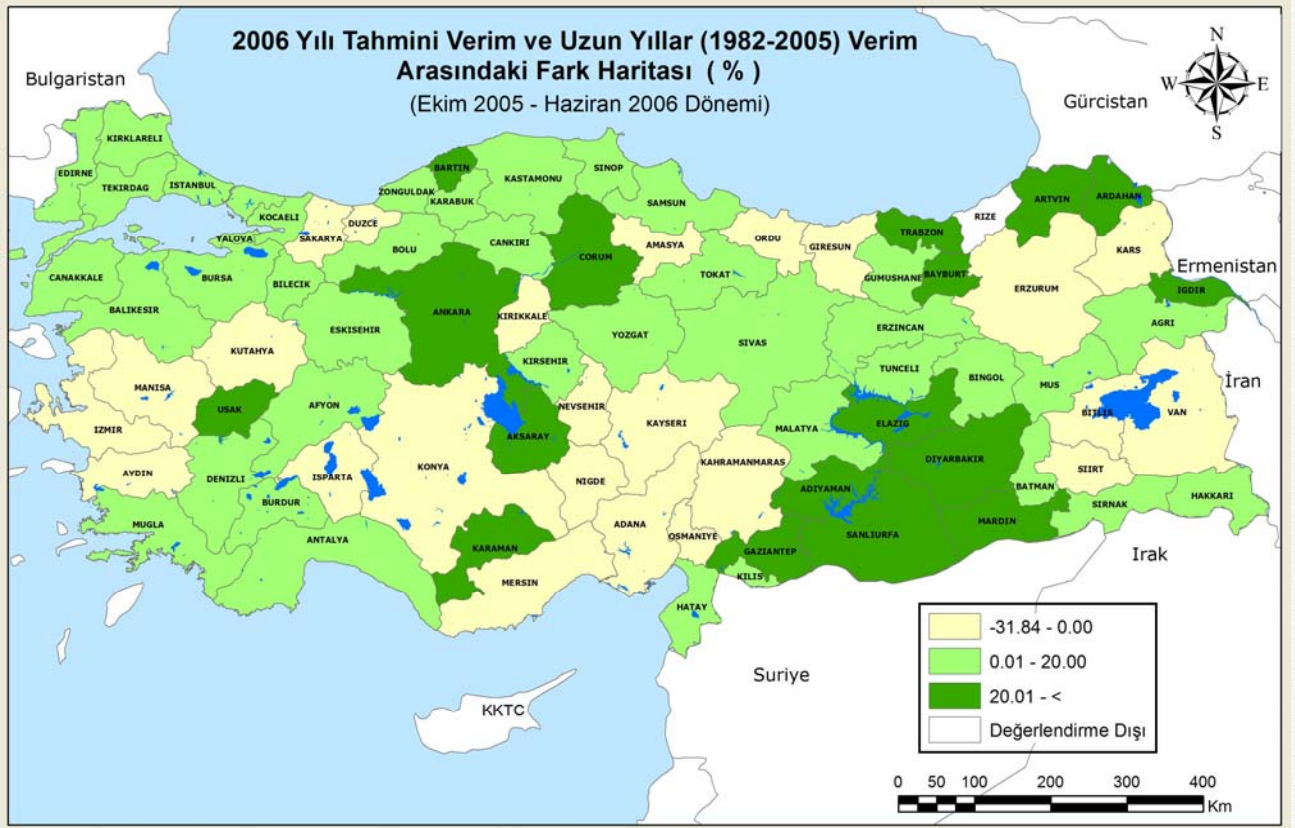 2006 Yılı Tahmini Verim ve Uzun Yıllar (1982-2005) Verim
Arasındaki Fark Haritası ( % )
(Ekim 2005 - Haziran 2006 Dönemi)
N
W
E
S
Bulgaristan
Gürcistan
Ermenistan
İran
Irak
Suriye
KKTC
KIRKLARELI
EDIRNE
TEKIRDAG
ISTANBUL
KOCAELI
YALOVA
SAKARYA
DUZCE
ZONGULDAK
BARTIN
KARABUK
KASTAMONU
SINOP
SAMSUN
BOLU
CANKIRI
CORUM
AMASYA
ORDU
GIRESUN
TRABZON
RIZE
ARTVIN
ARDAHAN
KARS
IGDIR
AGRI
ERZURUM
BAYBURT
GUMUSHANE
TOKAT
CANAKKALE
BALIKESIR
BURSA
BILECIK
ESKISEHIR
ANKARA
KIRIKKALE
YOZGAT
SIVAS
ERZINCAN
TUNCELI
BINGOL
MUS
BITLIS
VAN
KUTAHYA
MANISA
USAK
AFYON
IZMIR
AYDIN
DENIZLI
MUGLA
BURDUR
ISPARTA
ANTALYA
KONYA
KIRSEHIR
NEVSEHIR
AKSARAY
KAYSERI
NIGDE
KARAMAN
MERSIN
ADANA
OSMANIYE
KAHRAMANMARAS
MALATYA
ELAZIG
DIYARBAKIR
ADIYAMAN
SANLIURFA
GAZIANTEP
KILIS
HATAY
MARDIN
BATMAN
SIIRT
SIRNAK
HAKKARI
-31.84 - 0.00
0.01 - 20.00
20.01 - <
Değerlendirme Dışı
0 50 100 200 300 400
Km